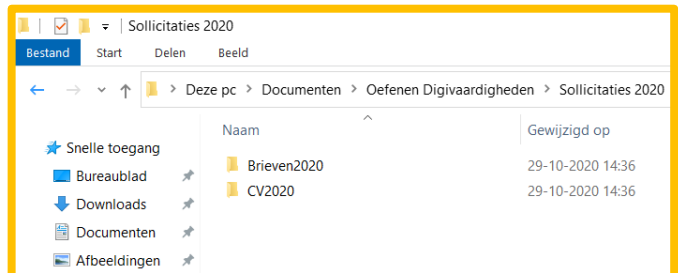 Sollicitaties 2020
Bestand Start Delen Beeld
Deze pc > Documenten > Oefenen Digivaardigheden > Sollicitaties 2020
Naam Gewijzigd op
Snelle toegang
Brieven2020 29-10-2020 14:36
Bureaublad
CV2020 29-10-2020 14:36
Downloads
Documenten
Afbeeldingen